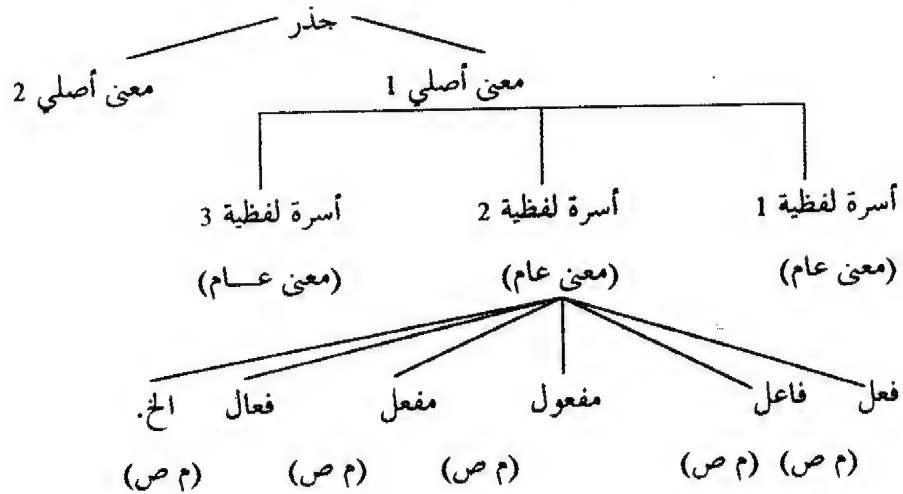 جذر
معنى أصلي 1 معنى أصلي 2
أسرة لفظية 1 أسرة لفظية 2 أسرة لفظية 3
(معنى عام) (معنى عام) (معنى عـــام)
فعل فاعل مفعول مفعل فعال الخ.
(م ص) (م ص) (م ص) (م ص) (م ص)